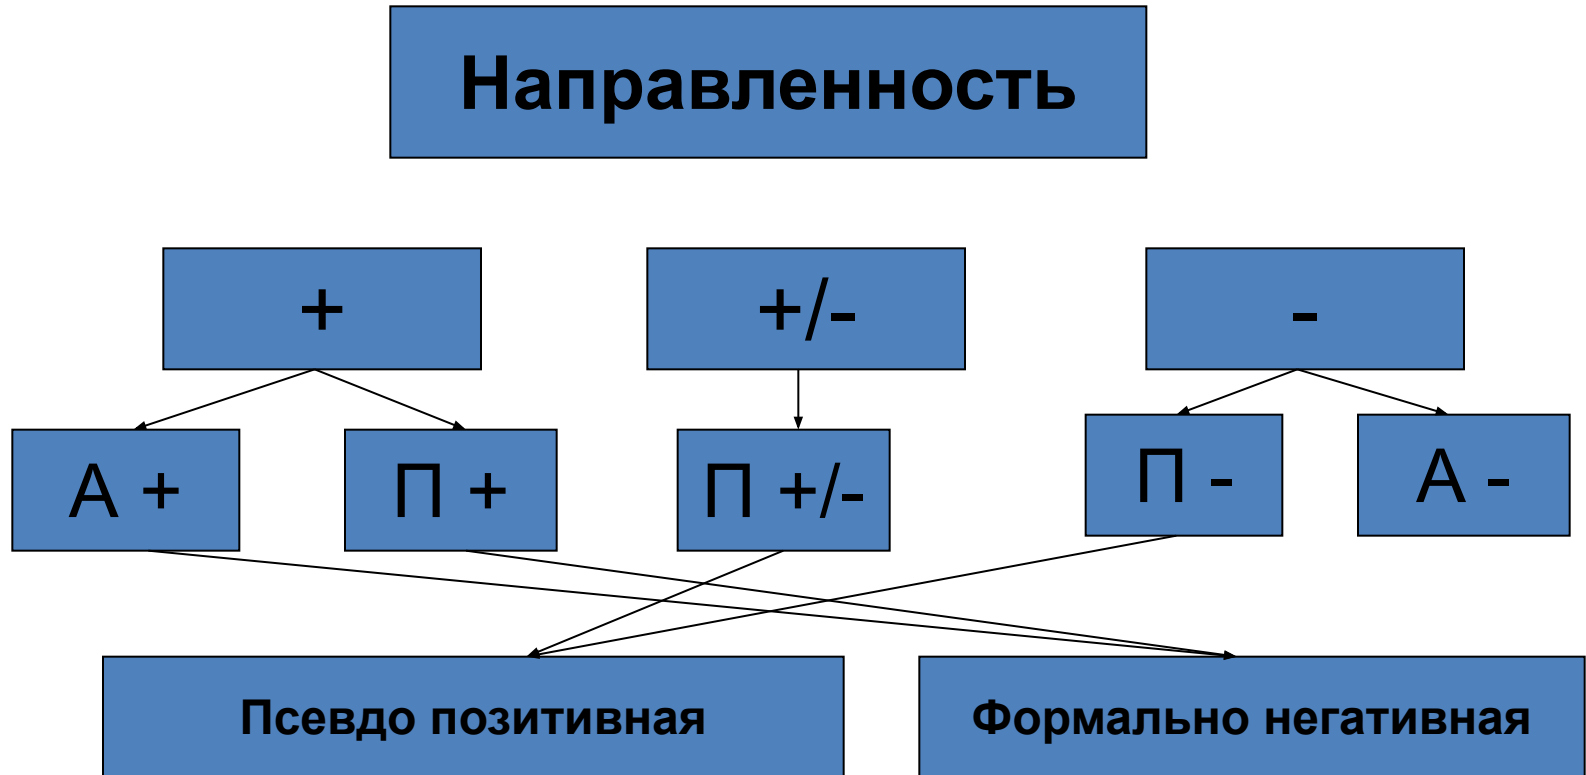 Направленность
+
+/-
-
А +
П +
П +/-
П -
А -
Псевдо позитивная
Формально негативная